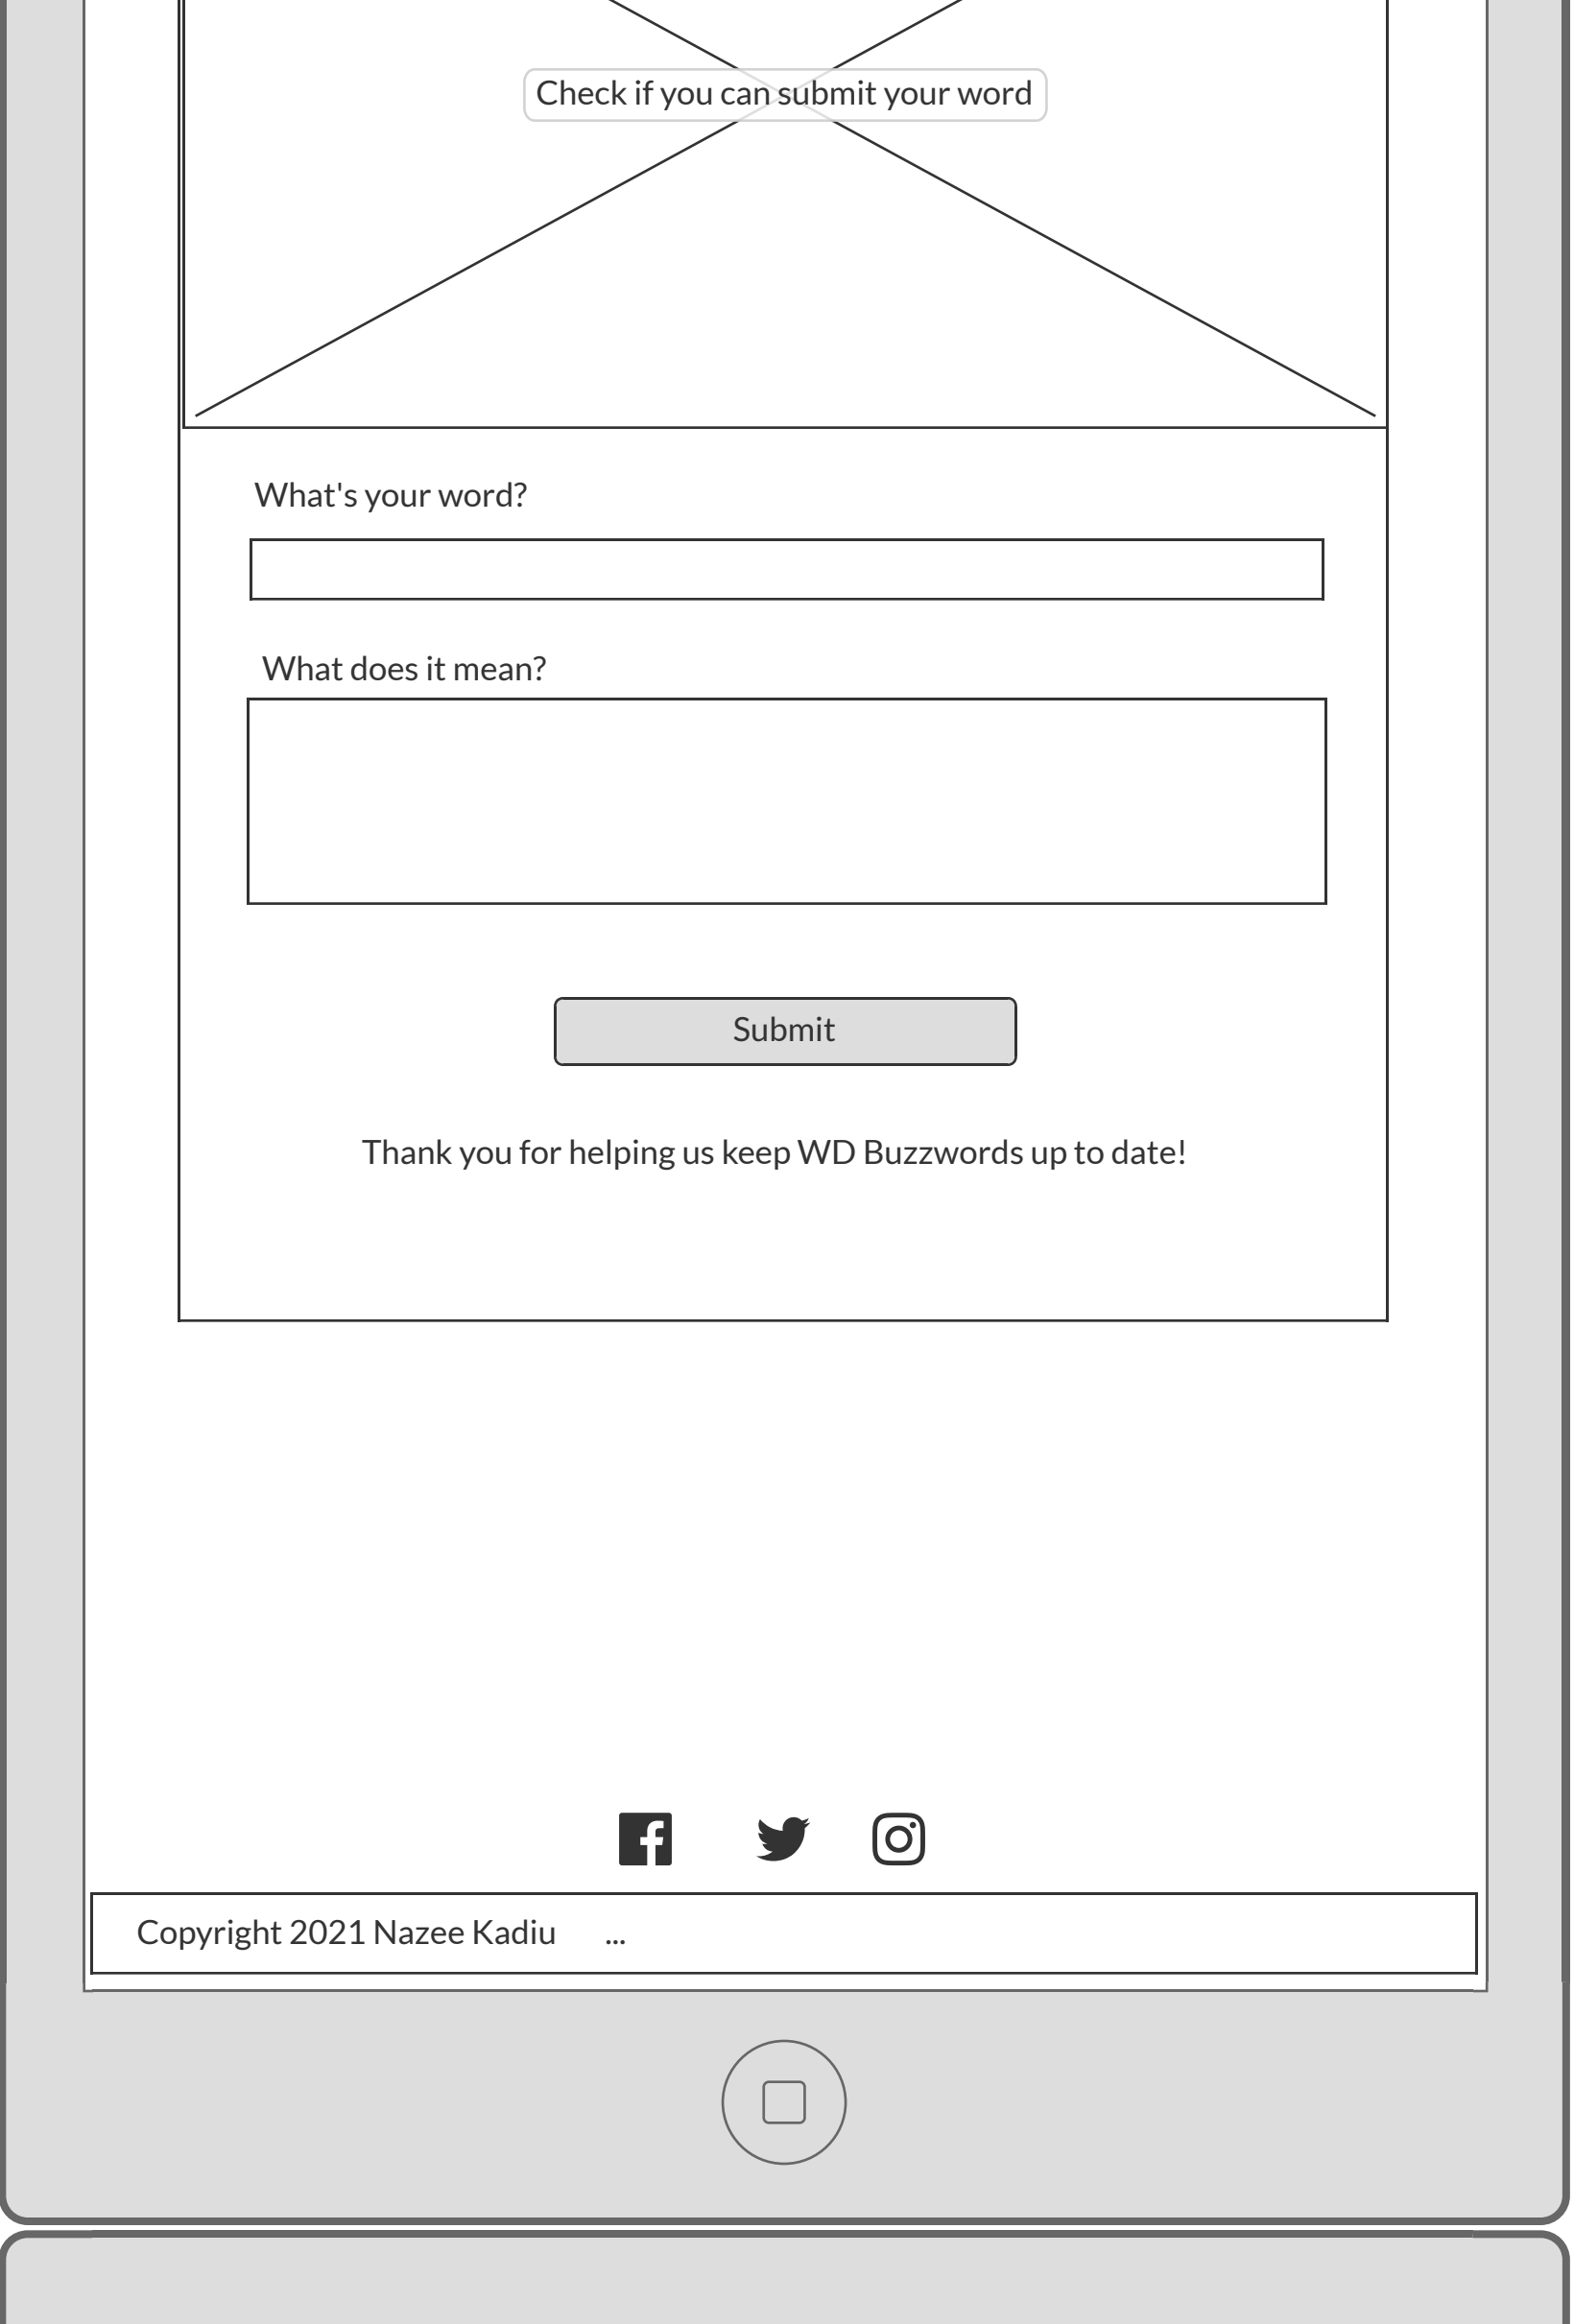 Check if you can submit your word
What's your word?
What does it mean?
Submit
Thank you for helping us keep WD Buzzwords up to date!
Copyright 2021 Nazee Kadiu ...